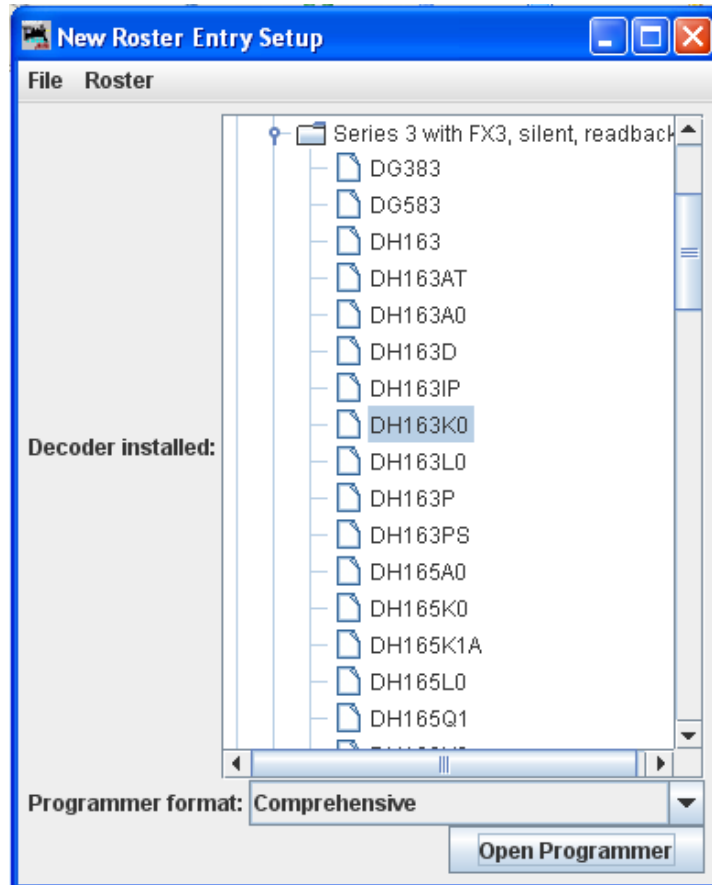 New Roster Entry Setup
File Roster
Series 3 with FX3, silent, readback
DG383
DG583
DH163
DH163AT
DH163A0
DH163D
DH163IP
Decoder installed:
DH163K0
DH163L0
DH163P
DH163PS
DH165A0
DH165K0
DH165K1A
DH165L0
DH165Q1
Programmer format: Comprehensive
Open Programmer